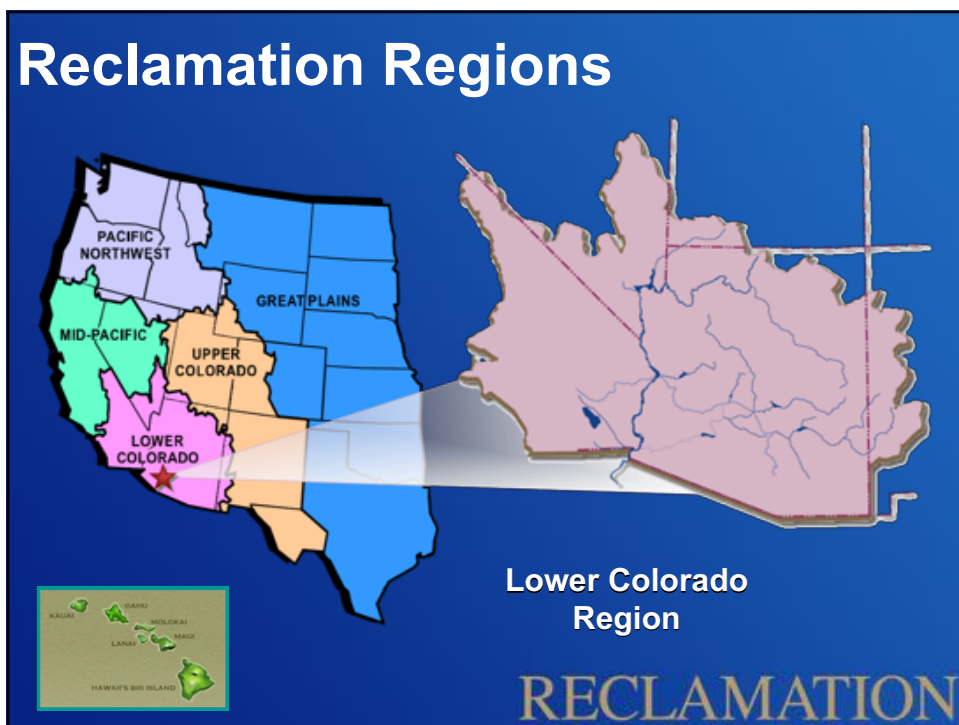 Reclamation Regions
PACIFIC
NORTHWEST
GREAT PLAINS
MID-PACIFIC
UPPER
COLORADO
LOWER
COLORADO
Lower Colorado
Region
KAUAI
OAHU
MOLOKAI
LANAI
MAUI
HAWAII'S BIG ISLAND
RECLAMATION